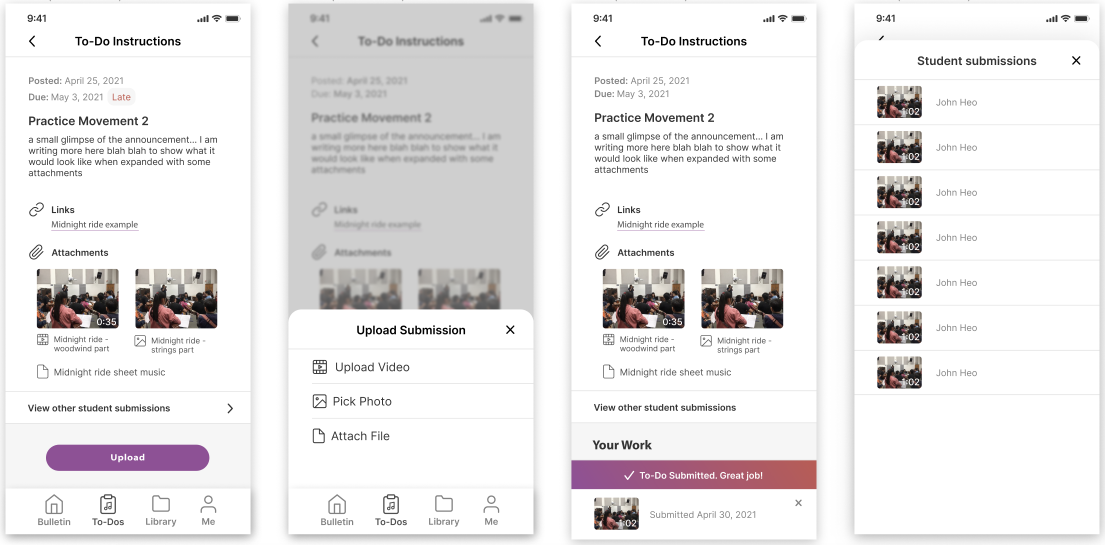 9:41
To-Do Instructions
Posted: April 25, 2021
Due: May 3, 2021 Late
Practice Movement 2
a small glimpse of the announcement... I am
writing more here blah blah to show what it
would look like when expanded with some
attachments
Links
Midnight ride example
Attachments
0:35
Midnight ride -
woodwind part
Midnight ride -
strings part
Midnight ride sheet music
View other student submissions
Upload
Bulletin
To-Dos
Library
Me
9:41
To-Do Instructions
Posted: April 25, 2021
Due: May 3, 2021
Practice Movement 2
a small glimpse of the announcement... I am
writing more here blah blah to show what it
would look like when expanded with some
attachments
Links
Midnight ride example
Attachments
Upload Submission
Upload Video
Pick Photo
Attach File
Bulletin
To-Dos
Library
Me
9:41
To-Do Instructions
Posted: April 25, 2021
Due: May 3, 2021
Practice Movement 2
a small glimpse of the announcement... I am
writing more here blah blah to show what it
would look like when expanded with some
attachments
Links
Midnight ride example
Attachments
Midnight ride -
woodwind part
Midnight ride -
strings part
Midnight ride sheet music
View other student submissions
Your Work
To-Do Submitted. Great job!
1:02
Submitted April 30, 2021
9:41
Student submissions
1:02
John Heo
1:02
John Heo
1:02
John Heo
1:02
John Heo
1:02
John Heo
1:02
John Heo
1:02
John Heo